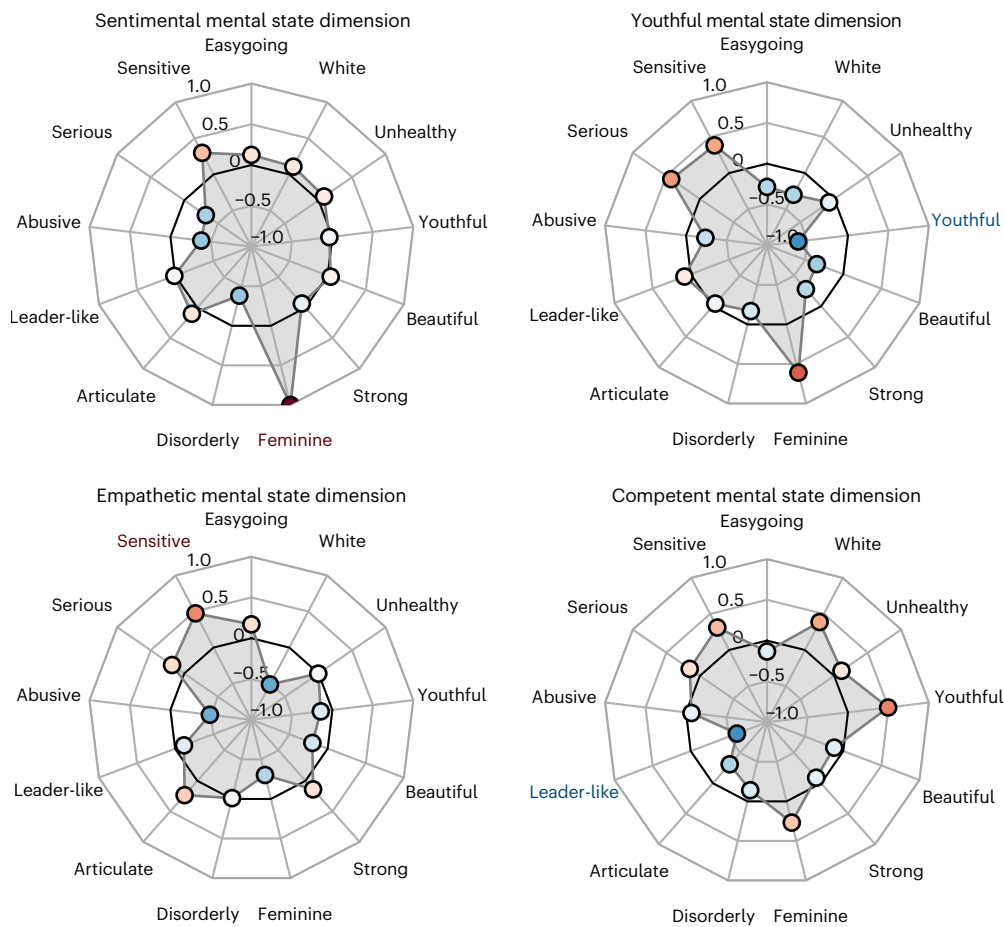 Sentimental mental state dimension
Easygoing
Sensitive
White
1.0
Serious
Unhealthy
0.5
0
−0.5
Abusive
Youthful
−1.0
Leader-like
Beautiful
Articulate
Strong
Disorderly
Feminine
Youthful mental state dimension
Easygoing
Sensitive
White
1.0
Serious
Unhealthy
0.5
0
−0.5
Abusive
Youthful
−1.0
Leader-like
Beautiful
Articulate
Strong
Disorderly
Feminine
Empathetic mental state dimension
Easygoing
Sensitive
White
1.0
Serious
Unhealthy
0.5
0
−0.5
Abusive
Youthful
−1.0
Leader-like
Beautiful
Articulate
Strong
Disorderly
Feminine
Competent mental state dimension
Easygoing
Sensitive
White
1.0
Serious
Unhealthy
0.5
0
−0.5
Abusive
Youthful
−1.0
Leader-like
Beautiful
Articulate
Strong
Disorderly
Feminine